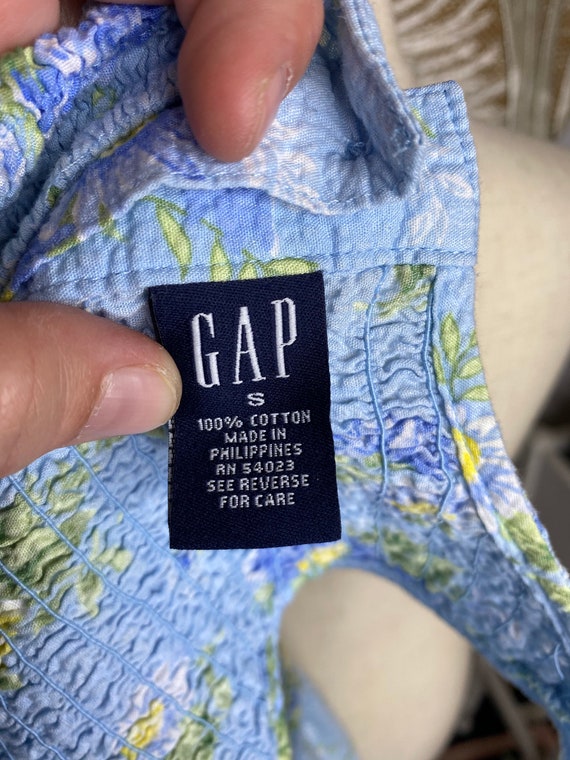 GAP
S
100% COTTON
MADE IN
PHILIPPINES
RN 54023
SEE REVERSE
FOR CARE